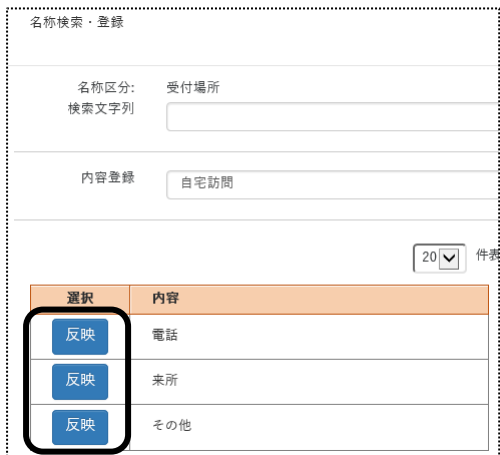 名称検索・登録
名称区分: 受付場所
検索文字列
内容登録 自宅訪問
20 件表
選択 内容
反映 電話
反映 来所
反映 その他